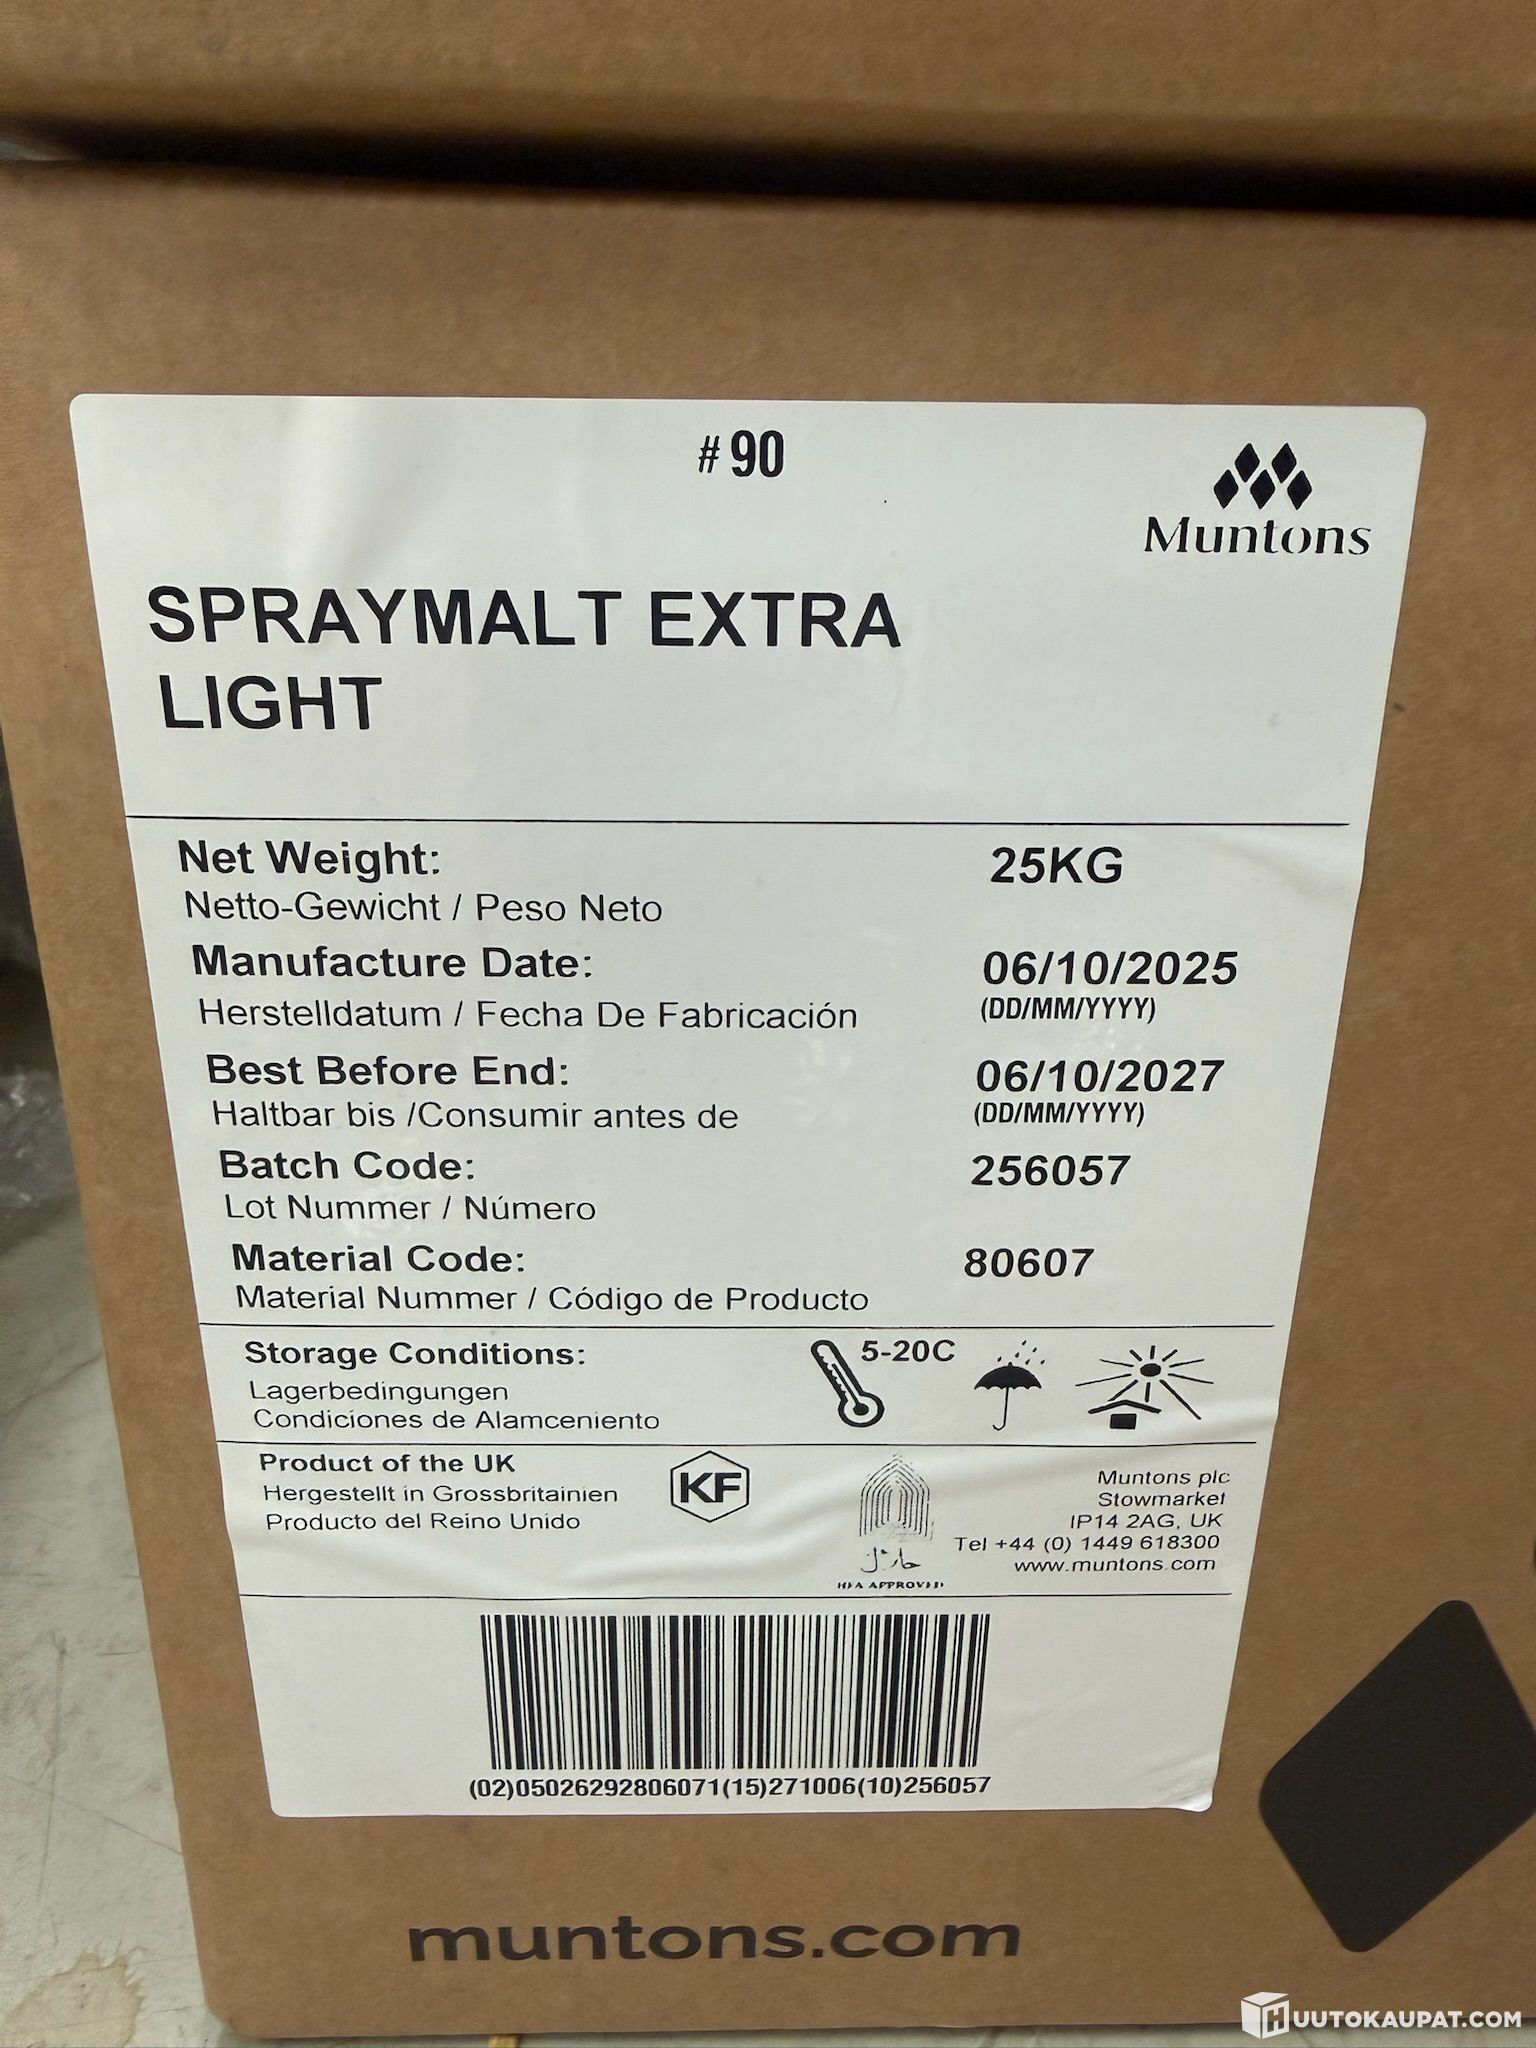 # 90
Muntons
SPRAYMALT EXTRA
LIGHT
Net Weight: 25KG
Netto-Gewicht / Peso Neto
Manufacture Date: 06/10/2025
Herstelldatum / Fecha De Fabricación (DD/MM/YYYY)
Best Before End: 06/10/2027
Haltbar bis /Consumir antes de (DD/MM/YYYY)
Batch Code: 256057
Lot Nummer / Número
Material Code: 80607
Material Nummer / Código de Producto
Storage Conditions: 5-20C
Lagerbedingungen
Condiciones de Alamceniento
Product of the UK
Hergestellt in Grossbritainien
Producto del Reino Unido
KF
حلال
HFA APPROVED
Muntons plc
Stowmarket
IP14 2AG, UK
Tel +44 (0) 1449 618300
www.muntons.com
(02)05026292806071(15)271006(10)256057
muntons.com
HUUTOKAUPAT.COM